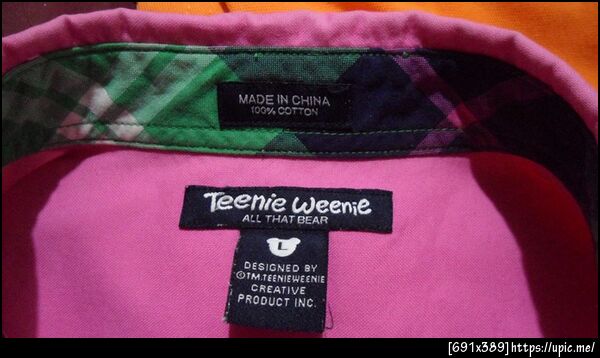 MADE IN CHINA
100% COTTON
Teenie Weenie
ALL THAT BEAR
L
DESIGNED BY
©TM.TEENIEWEENIE
CREATIVE
PRODUCT INC.
[691x389]https://upic.me/